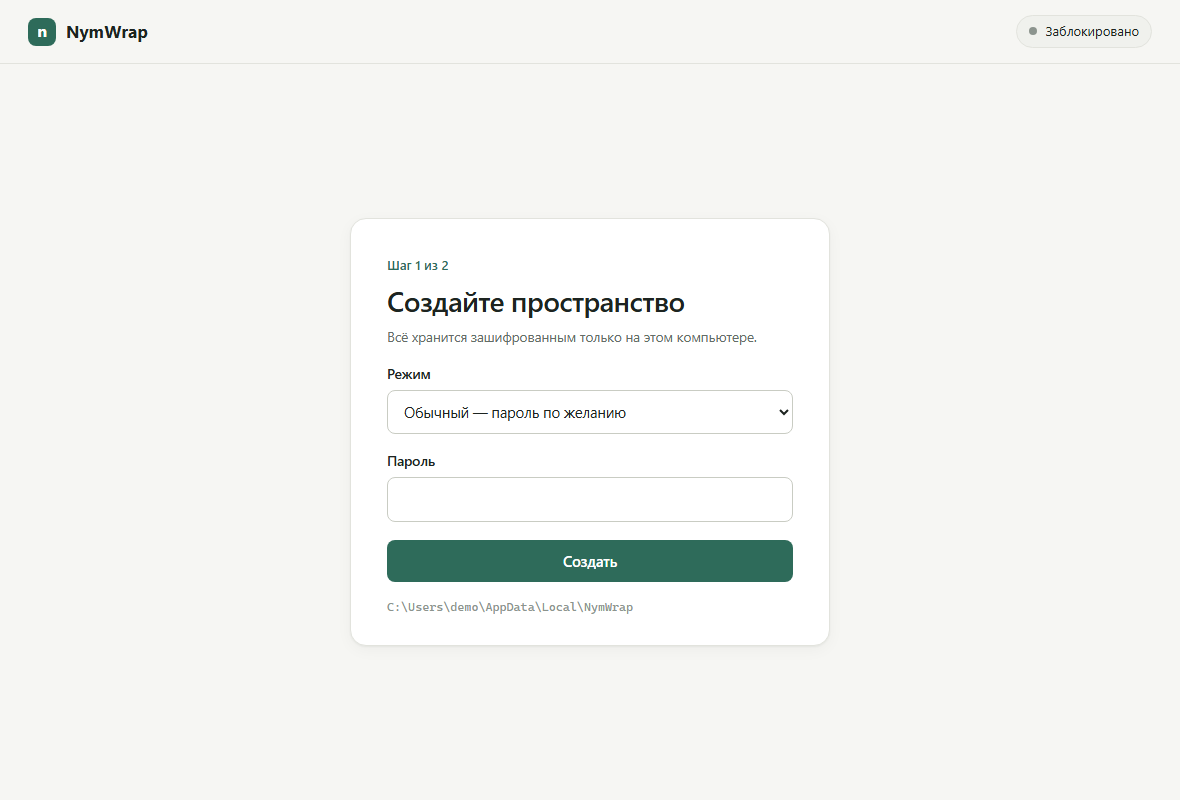 n NymWrap
Заблокировано
Шаг 1 из 2
Создайте пространство
Всё хранится зашифрованным только на этом компьютере.
Режим
Обычный — пароль по желанию
Пароль
Создать
C:\Users\demo\AppData\Local\NymWrap